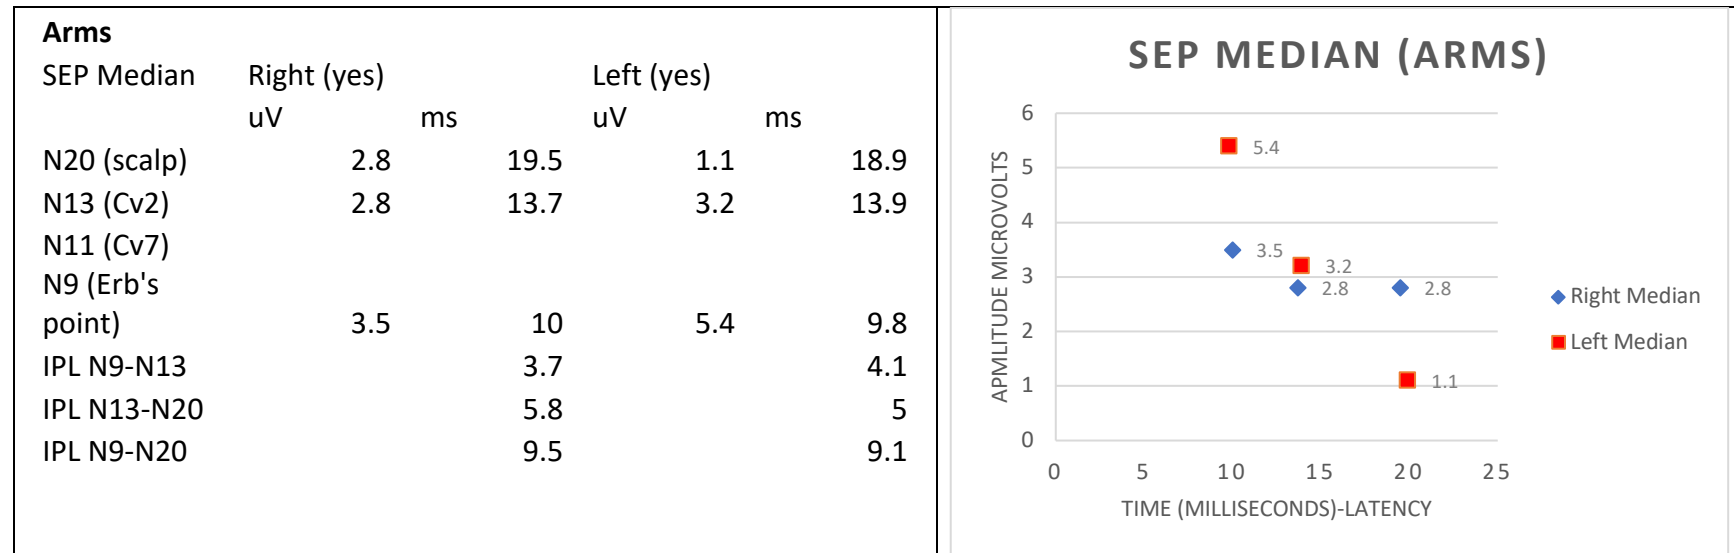 Arms
SEP Median Right (yes) Left (yes)
uV ms uV ms
N20 (scalp) 2.8 19.5 1.1 18.9
N13 (Cv2) 2.8 13.7 3.2 13.9
N11 (Cv7)
N9 (Erb's
point) 3.5 10 5.4 9.8
IPL N9-N13 3.7 4.1
IPL N13-N20 5.8 5
IPL N9-N20 9.5 9.1
SEP MEDIAN (ARMS)
APMLITUDE MICROVOLTS
6
5
4
3
2
1
0
5.4
3.5
3.2
2.8
2.8
1.1
0 5 10 15 20 25
TIME (MILLISECONDS)-LATENCY
Right Median
Left Median